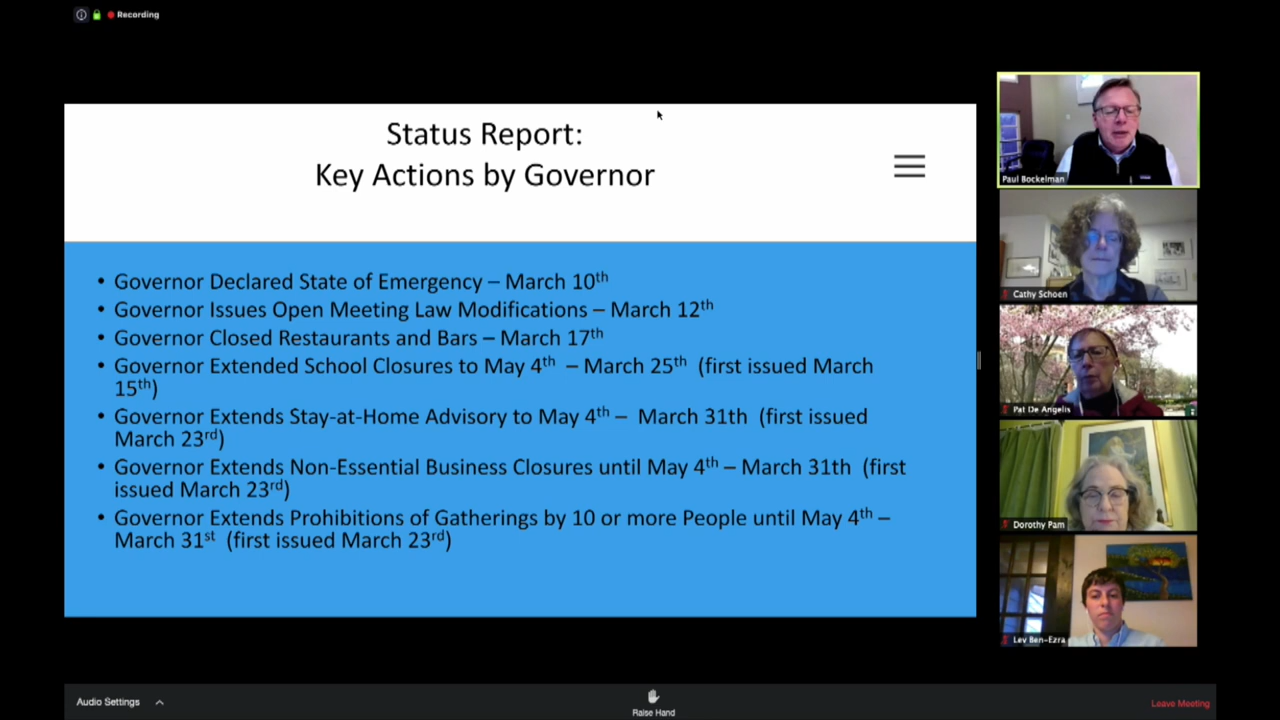 Recording
Status Report:
Key Actions by Governor
• Governor Declared State of Emergency – March 10th
• Governor Issues Open Meeting Law Modifications – March 12th
• Governor Closed Restaurants and Bars – March 17th
• Governor Extended School Closures to May 4th – March 25th (first issued March
15th)
• Governor Extends Stay-at-Home Advisory to May 4th – March 31th (first issued
March 23rd)
• Governor Extends Non-Essential Business Closures until May 4th – March 31th (first
issued March 23rd)
• Governor Extends Prohibitions of Gatherings by 10 or more People until May 4th –
March 31st (first issued March 23rd)
Paul Bockelman
Cathy Schoen
Pat De Angelis
Dorothy Pam
Lev Ben-Ezra
Audio Settings
Raise Hand
Leave Meeting